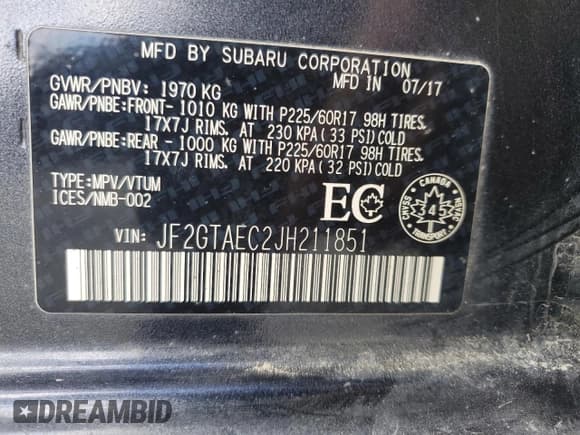 MFD BY SUBARU CORPORATION
MFD IN 07/17
GVWR/PNBV: 1970 KG
GAWR/PNBE:FRONT- 1010 KG WITH P225/60R17 98H TIRES,
17X7J RIMS. AT 230 KPA (33 PSI)COLD
GAWR/PNBE:REAR - 1000 KG WITH P225/60R17 98H TIRES,
17X7J RIMS. AT 220 KPA (32 PSI)COLD
TYPE:MPV/VTUM
ICES/NMB-002
EC
CANADA
CMVSS
NSVAC
345
TRANSPORT
VIN: JF2GTAEC2JH211851
DREAMBID